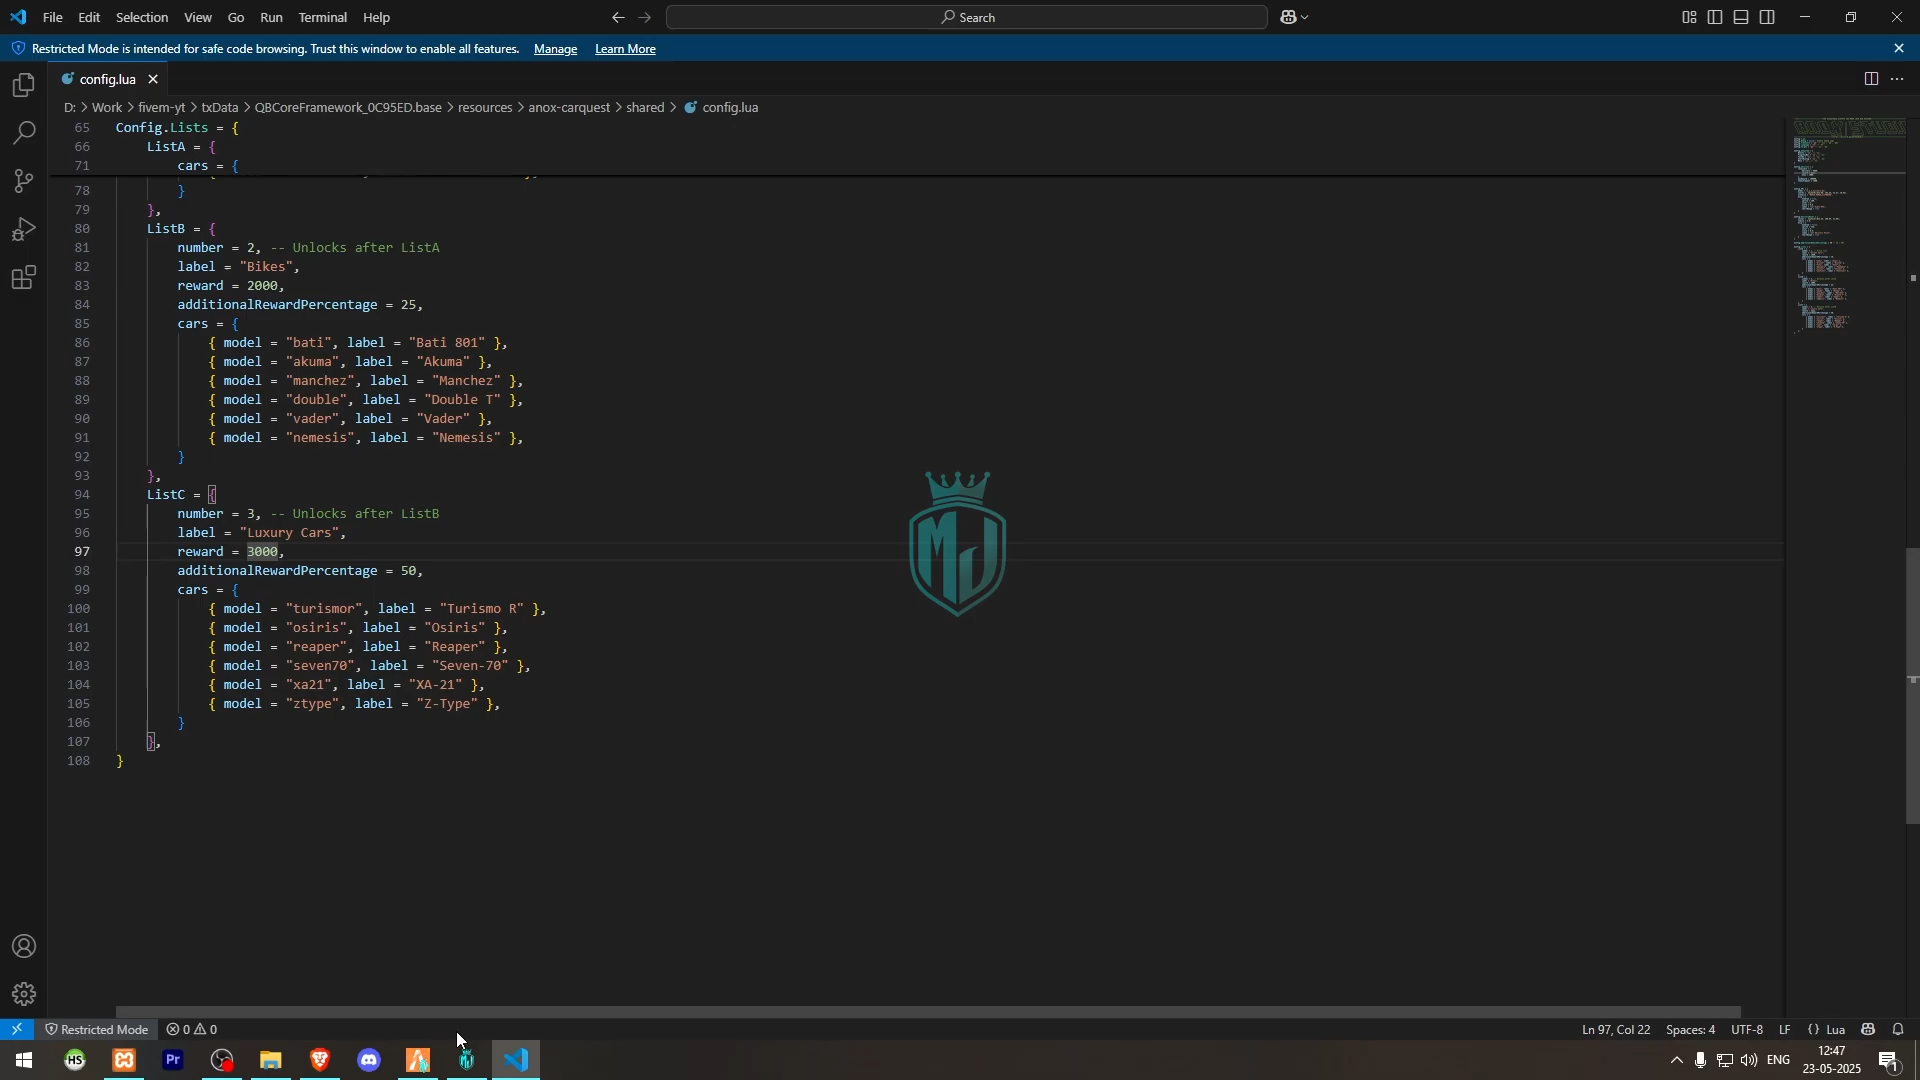 File Edit Selection View Go Run Terminal Help
Search
Restricted Mode is intended for safe code browsing. Trust this window to enable all features. Manage Learn More
config.lua
D: > Work > fivem-yt > txData > QBCoreFramework_0C95ED.base > resources > anox-carquest > shared > config.lua
65 Config.Lists = {
66 ListA = {
71 cars = {
78 }
79 },
80 ListB = {
81 number = 2, -- Unlocks after ListA
82 label = "Bikes",
83 reward = 2000,
84 additionalRewardPercentage = 25,
85 cars = {
86 { model = "bati", label = "Bati 801" },
87 { model = "akuma", label = "Akuma" },
88 { model = "manchez", label = "Manchez" },
89 { model = "double", label = "Double T" },
90 { model = "vader", label = "Vader" },
91 { model = "nemesis", label = "Nemesis" },
92 }
93 },
94 ListC = {
95 number = 3, -- Unlocks after ListB
96 label = "Luxury Cars",
97 reward = 3000,
98 additionalRewardPercentage = 50,
99 cars = {
100 { model = "turismor", label = "Turismo R" },
101 { model = "osiris", label = "Osiris" },
102 { model = "reaper", label = "Reaper" },
103 { model = "seven70", label = "Seven-70" },
104 { model = "xa21", label = "XA-21" },
105 { model = "ztype", label = "Z-Type" },
106 }
107 },
108 }
MJ
Restricted Mode 0 0
Ln 97, Col 22 Spaces: 4 UTF-8 LF {} Lua
HS Pr
ENG
12:47
23-05-2025
1